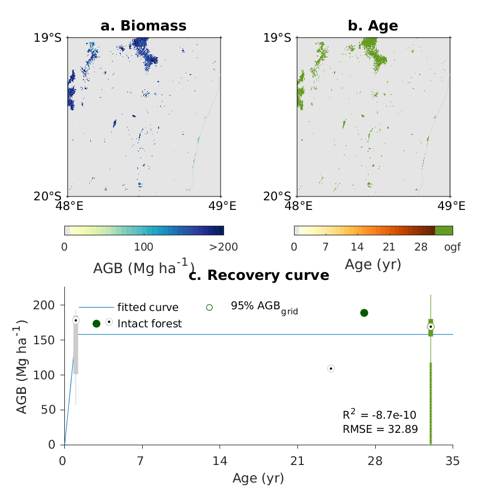 a. Biomass
b. Age
19°S
20°S
48°E
49°E
19°S
20°S
48°E
49°E
0
100
>200
AGB (Mg ha⁻¹)
0
7
14
21
28
ogf
Age (yr)
c. Recovery curve
AGB (Mg ha⁻¹)
200
150
100
50
0
fitted curve
Intact forest
95% AGB_grid
R² = -8.7e-10
RMSE = 32.89
0
7
14
21
28
35
Age (yr)